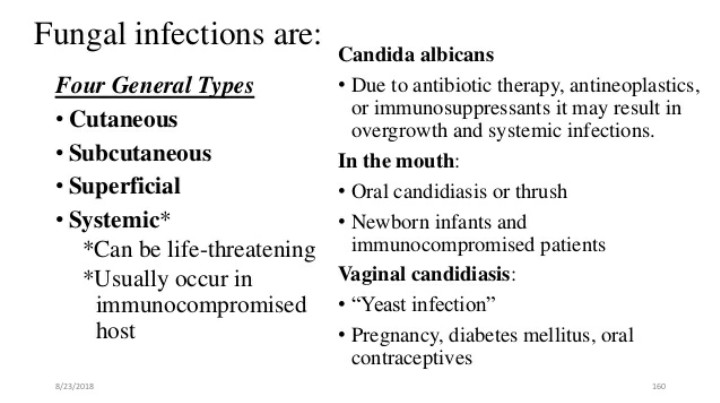 Fungal infections are:
Four General Types
• Cutaneous
• Subcutaneous
• Superficial
• Systemic*
*Can be life-threatening
*Usually occur in
immunocompromised
host
Candida albicans
• Due to antibiotic therapy, antineoplastics,
or immunosuppressants it may result in
overgrowth and systemic infections.
In the mouth:
• Oral candidiasis or thrush
• Newborn infants and
immunocompromised patients
Vaginal candidiasis:
• “Yeast infection”
• Pregnancy, diabetes mellitus, oral
contraceptives
8/23/2018
160